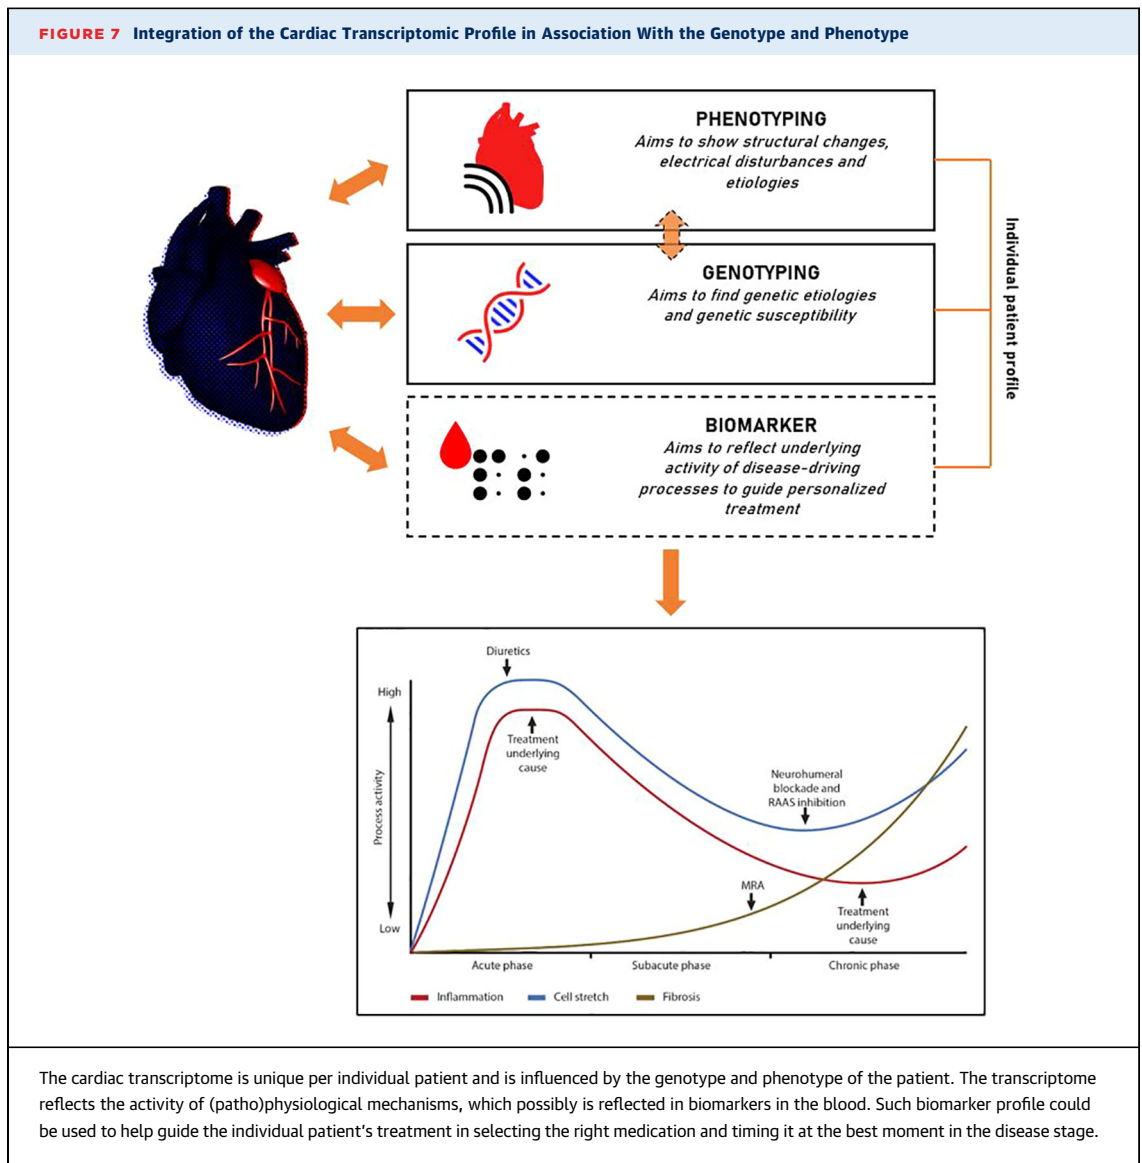 FIGURE 7 Integration of the Cardiac Transcriptomic Profile in Association With the Genotype and Phenotype
PHENOTYPING
Aims to show structural changes,
electrical disturbances and
etiologies
GENOTYPING
Aims to find genetic etiologies
and genetic susceptibility
BIOMARKER
Aims to reflect underlying
activity of disease-driving
processes to guide personalized
treatment
Individual patient profile
Diuretics
High
Treatment
underlying
cause
Process activity
Neurohumeral
blockade and
RAAS inhibition
MRA
Low
Treatment
underlying
cause
Acute phase
Subacute phase
Chronic phase
Inflammation
Cell stretch
Fibrosis
The cardiac transcriptome is unique per individual patient and is influenced by the genotype and phenotype of the patient. The transcriptome
reflects the activity of (patho)physiological mechanisms, which possibly is reflected in biomarkers in the blood. Such biomarker profile could
be used to help guide the individual patient's treatment in selecting the right medication and timing it at the best moment in the disease stage.